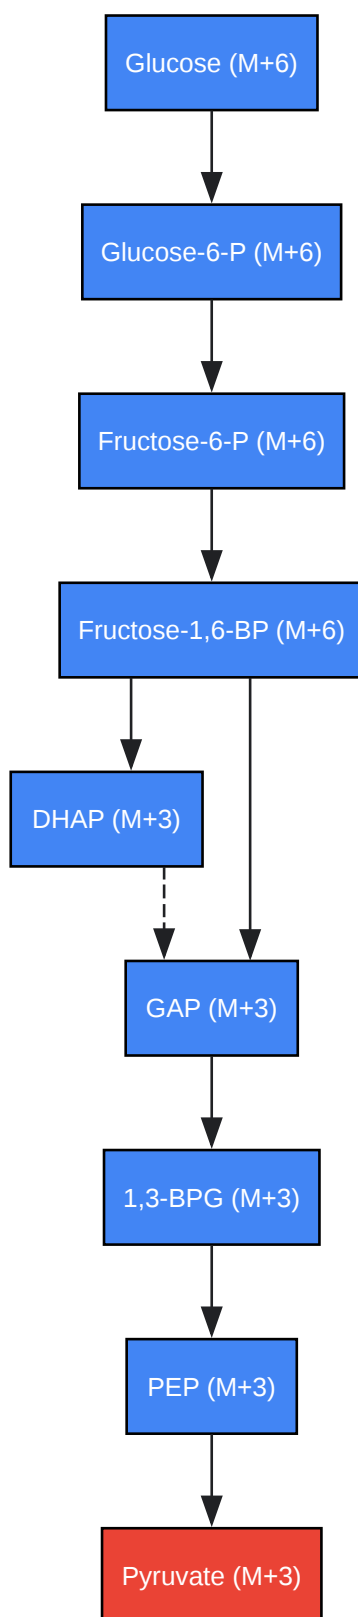 Glucose (M+6)
Glucose-6-P (M+6)
Fructose-6-P (M+6)
Fructose-1,6-BP (M+6)
DHAP (M+3)
GAP (M+3)
1,3-BPG (M+3)
PEP (M+3)
Pyruvate (M+3)